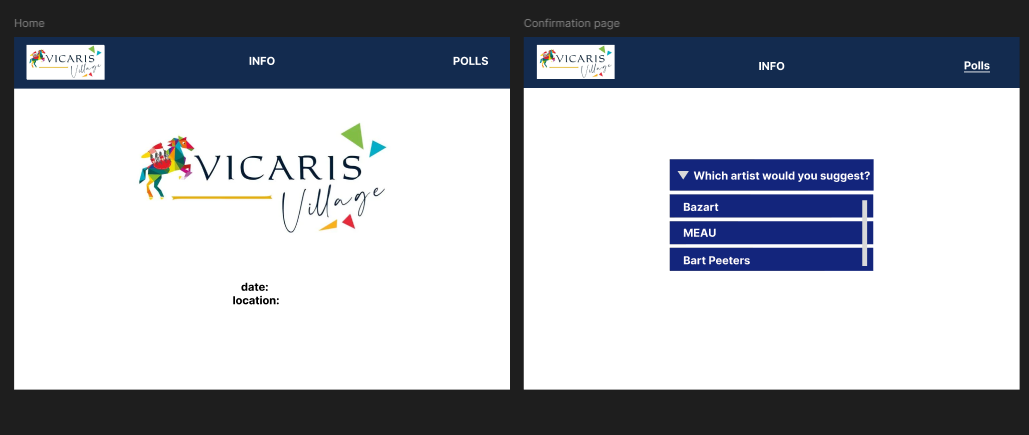 Home
VICARIS
Village
INFO
POLLS
VICARIS
Village
date:
location:
Confirmation page
VICARIS
Village
INFO
Polls
Which artist would you suggest?
Bazart
MEAU
Bart Peeters